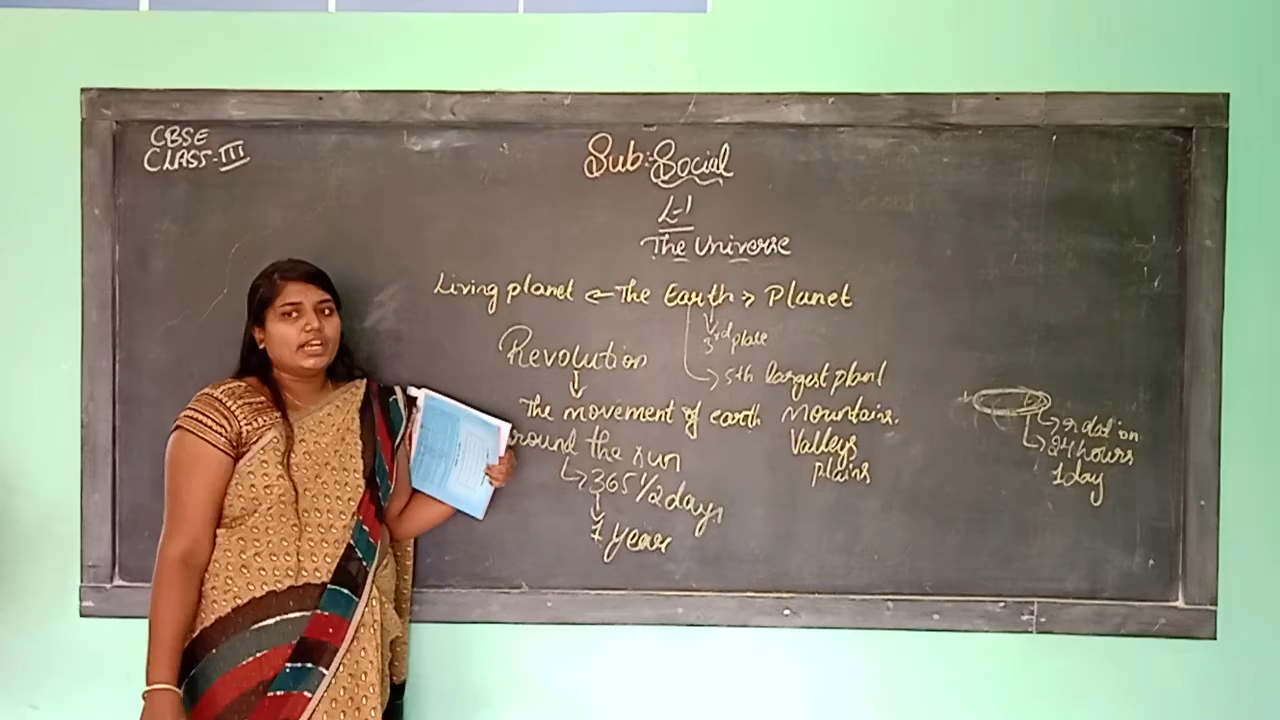 CBSE
CLASS-III
Sub:-Social
L-1
The Universe
Living planet ← The Earth > Planet
3rd place
5th largest plant
Revolution
The movement of earth
around the sun
365 1/2 days
1 year
Mountains.
Valleys
plains
24 hours
1 day